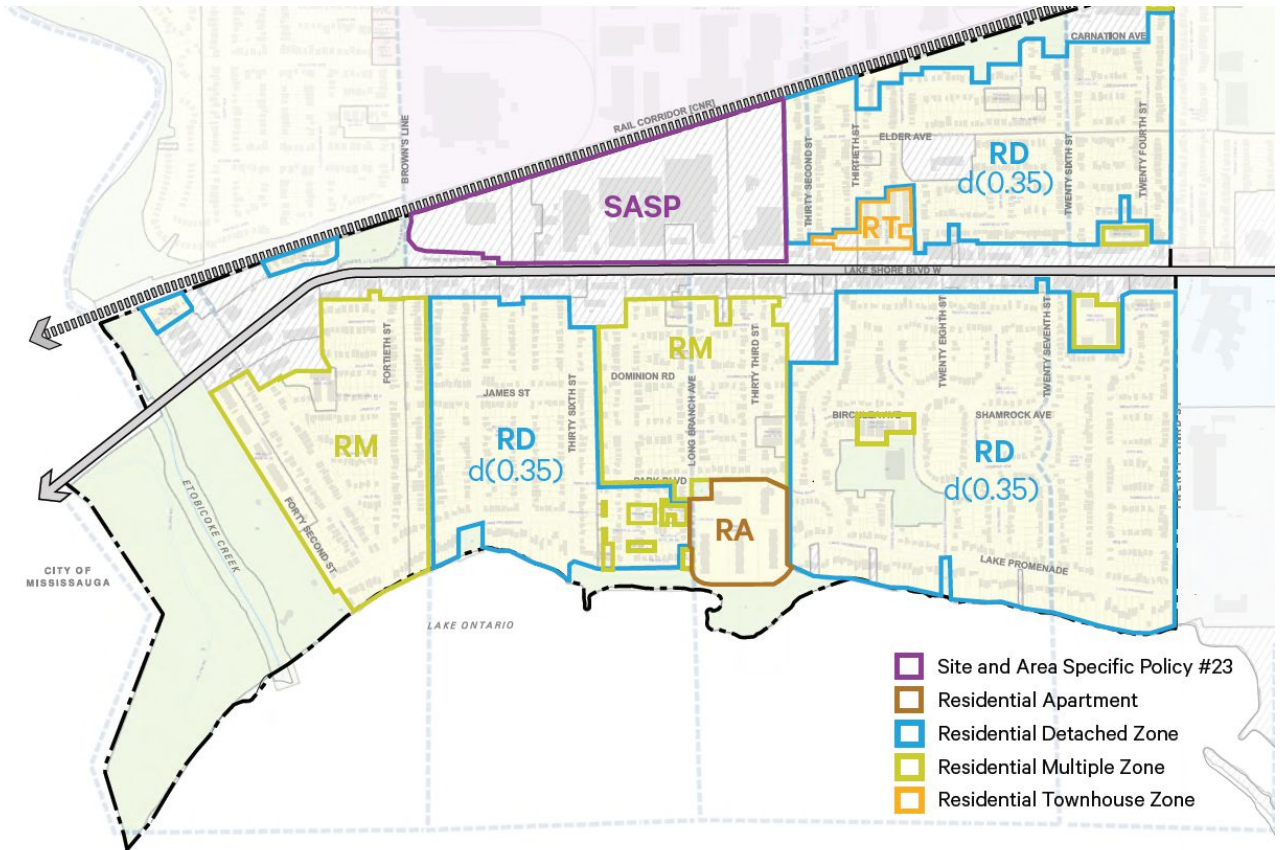 CARNATION AVE
RAIL CORRIDOR [CNR]
BROWN'S LINE
THIRTY SECOND ST
THIRTIETH ST
ELDER AVE
RD
d(0.35)
TWENTY SIXTH ST
TWENTY FOURTH ST
SASP
RT
LAKE SHORE BLVD W
FORTIETH ST
RM
JAMES ST
THIRTY SIXTH ST
RD
d(0.35)
RM
DOMINION RD
LONG BRANCH AVE
THIRTY THIRD ST
PARK BLVD
RA
TWENTY EIGHTH ST
TWENTY SEVENTH ST
SHAMROCK AVE
RD
d(0.35)
LAKE PROMENADE
ETOBICOKE CREEK
FORTY SECOND ST
CITY OF
MISSISSAUGA
LAKE ONTARIO
Site and Area Specific Policy #23
Residential Apartment
Residential Detached Zone
Residential Multiple Zone
Residential Townhouse Zone